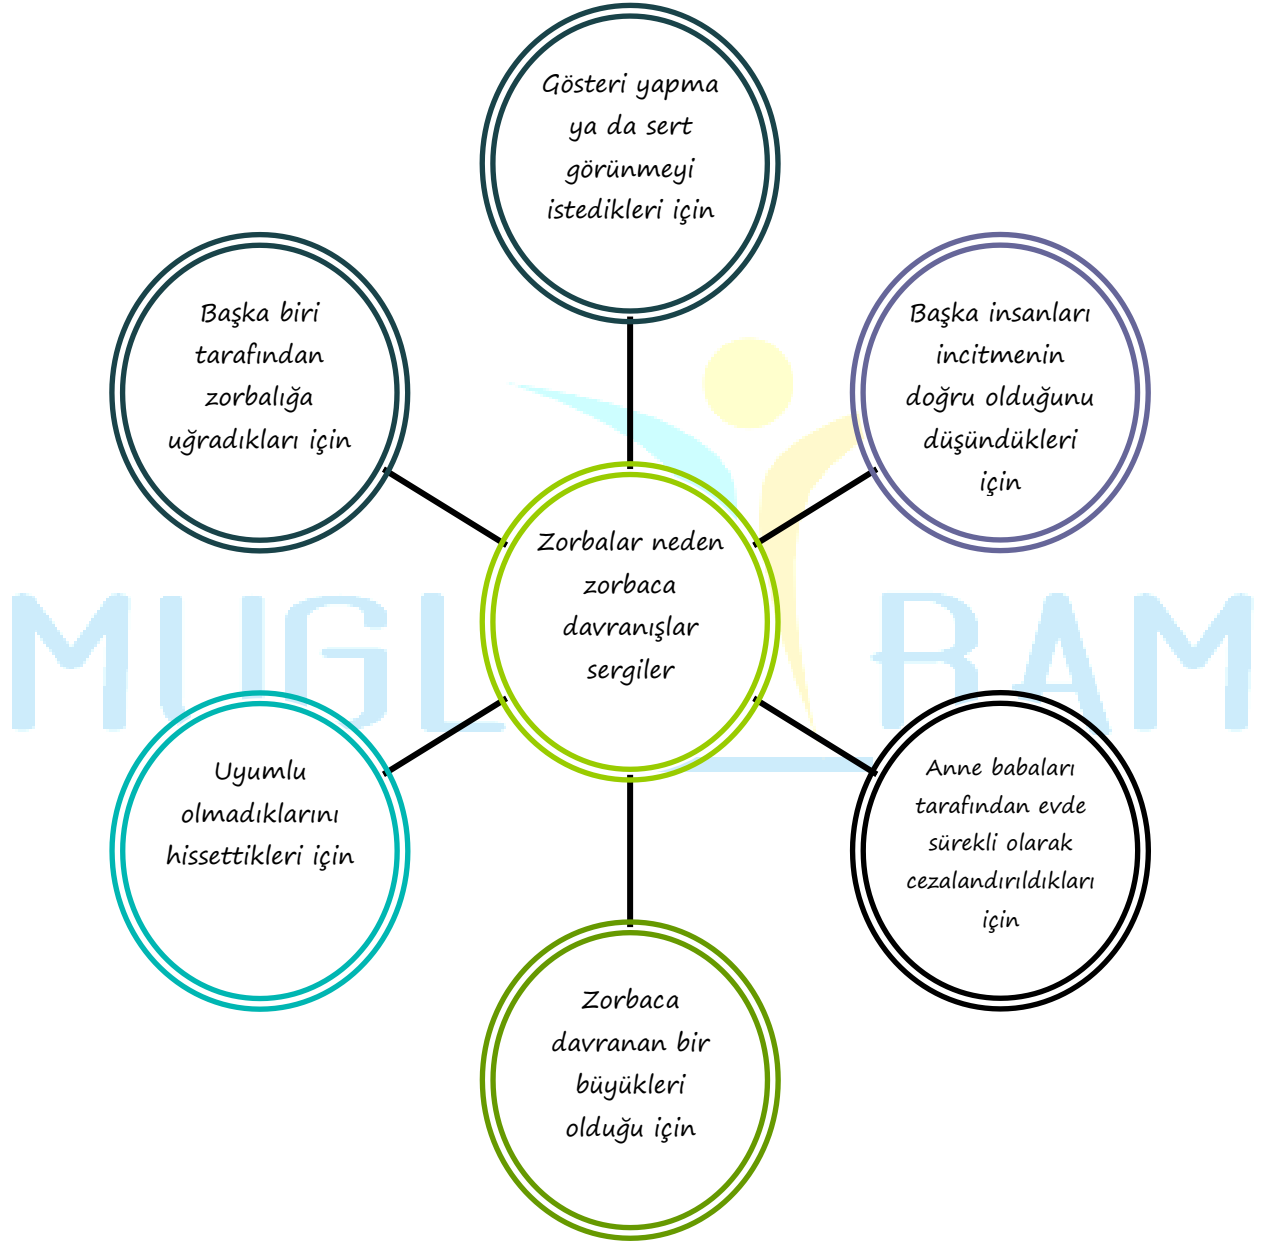 Gösteri yapma
ya da sert
görünmeyi
istedikleri için
Başka biri
tarafından
zorbalığa
uğradıkları için
Başka insanları
incitmenin
doğru olduğunu
düşündükleri
için
Zorbalar neden
zorbaca
davranışlar
sergiler
MUGL RAM
Uyumlu
olmadıklarını
hissettikleri için
Anne babaları
tarafından evde
sürekli olarak
cezalandırıldıkları
için
Zorbaca
davranan bir
büyükleri
olduğu için